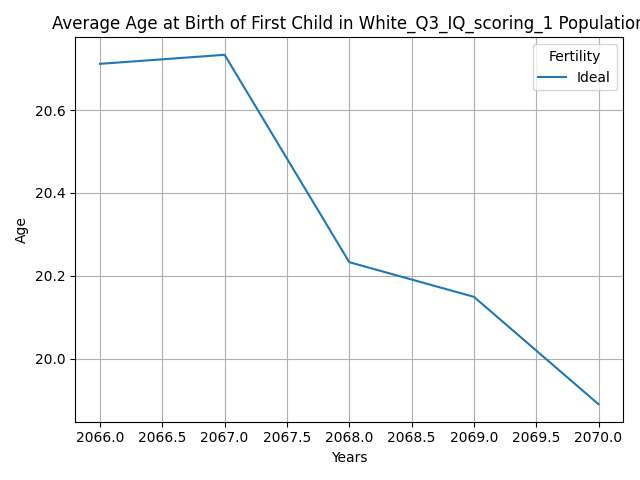 Average Age at Birth of First Child in White_Q3_IQ_scoring_1 Population
Fertility
Ideal
20.6
20.4
20.2
20.0
Age
2066.0 2066.5 2067.0 2067.5 2068.0 2068.5 2069.0 2069.5 2070.0
Years